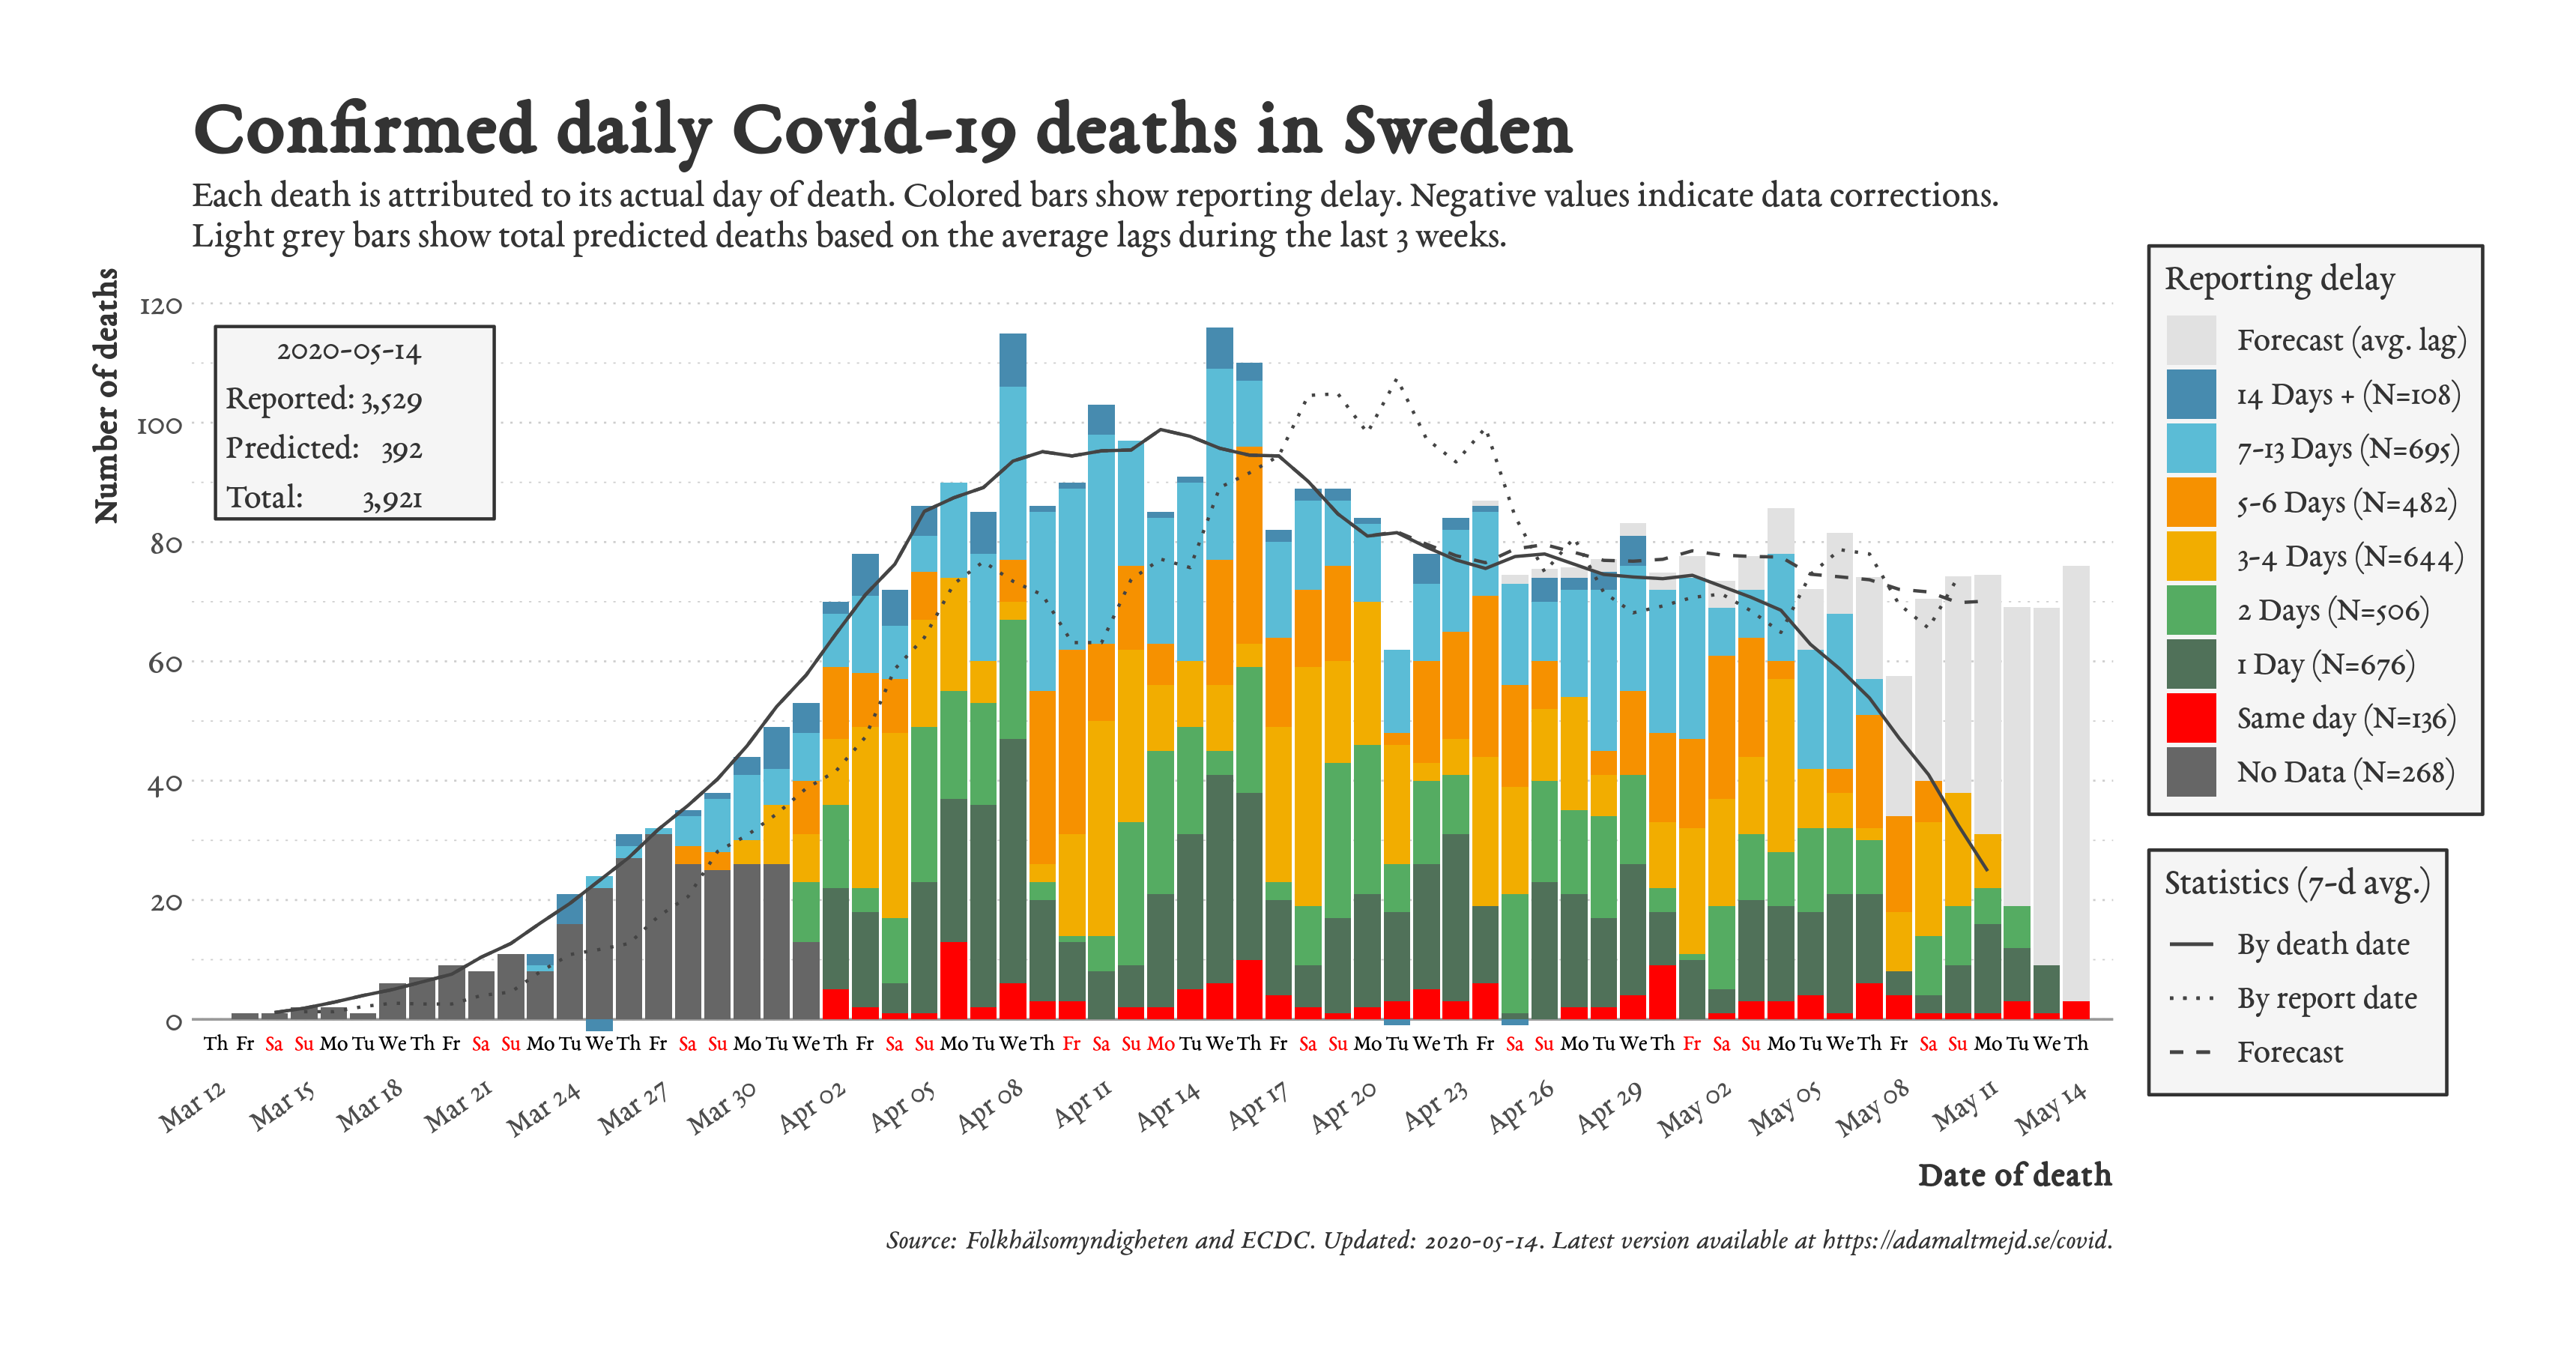 Confirmed daily Covid-19 deaths in Sweden
Each death is attributed to its actual day of death. Colored bars show reporting delay. Negative values indicate data corrections.
Light grey bars show total predicted deaths based on the average lags during the last 3 weeks.
Number of deaths
120
100
80
60
40
20
0
2020-05-14
Reported: 3,529
Predicted: 392
Total: 3,921
Th Fr Sa Su Mo Tu We Th Fr Sa Su Mo Tu We Th Fr Sa Su Mo Tu We Th Fr Sa Su Mo Tu We Th Fr Sa Su Mo Tu We Th Fr Sa Su Mo Tu We Th Fr Sa Su Mo Tu We Th Fr Sa Su Mo Tu We Th Fr Sa Su Mo Tu We Th
Mar 12 Mar 15 Mar 18 Mar 21 Mar 24 Mar 27 Mar 30 Apr 02 Apr 05 Apr 08 Apr 11 Apr 14 Apr 17 Apr 20 Apr 23 Apr 26 Apr 29 May 02 May 05 May 08 May 11 May 14
Date of death
Reporting delay
Forecast (avg. lag)
14 Days + (N=108)
7-13 Days (N=695)
5-6 Days (N=482)
3-4 Days (N=644)
2 Days (N=506)
1 Day (N=676)
Same day (N=136)
No Data (N=268)
Statistics (7-d avg.)
By death date
By report date
Forecast
Source: Folkhälsomyndigheten and ECDC. Updated: 2020-05-14. Latest version available at https://adamaltmejd.se/covid.